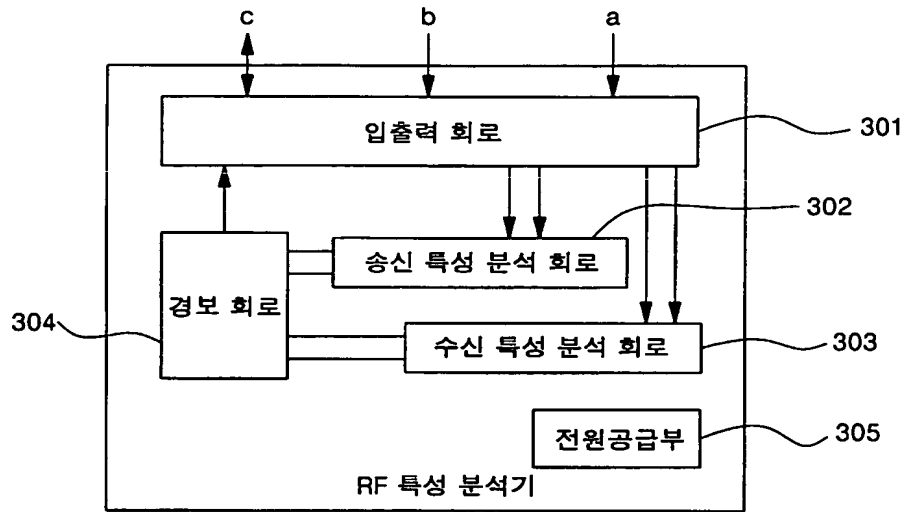 c b a
입출력 회로
301
302
송신 특성 분석 회로
경보 회로
304
수신 특성 분석 회로
303
전원공급부
305
RF 특성 분석기